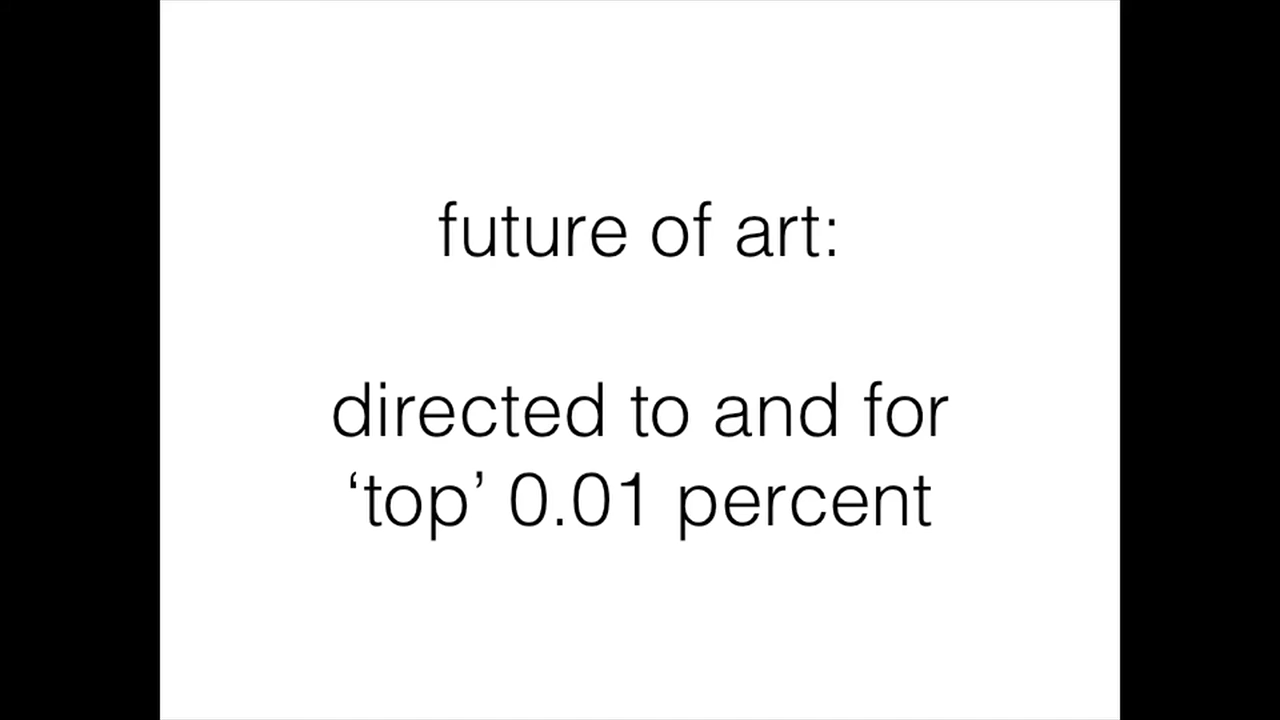 future of art:
directed to and for
‘top’ 0.01 percent